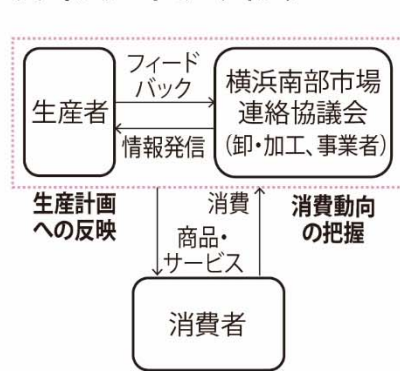 生産者
フィード
バック
情報発信
横浜南部市場
連絡協議会
(卸・加工、事業者)
生産計画
への反映
消費
商品・
サービス
消費動向
の把握
消費者